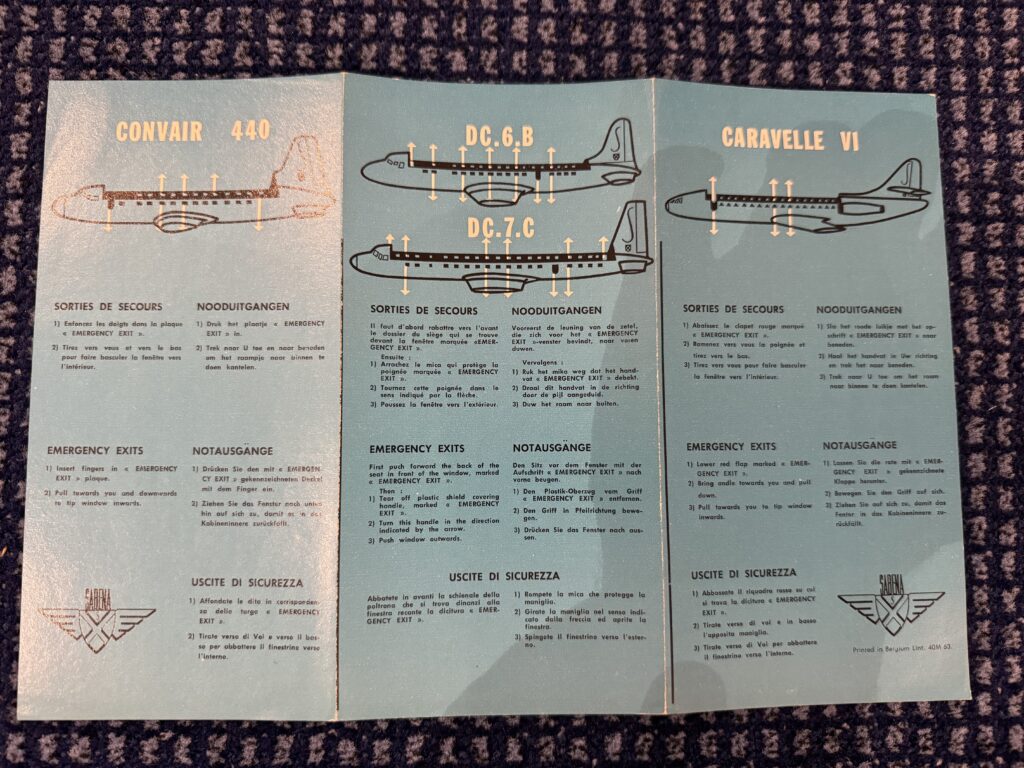 CONVAIR 440
SORTIES DE SECOURS
1) Enfoncez les doigts dans la plaque
« EMERGENCY EXIT ».
2) Tirez vers vous et vers le bas
pour faire basculer la fenêtre vers
l'intérieur.
NOODUITGANGEN
1) Druk het plaatje « EMERGENCY
EXIT » in.
2) Trek naar U toe en naar beneden
om het raampje naar binnen te
doen kantelen.
EMERGENCY EXITS
1) Insert fingers in « EMERGENCY
EXIT » plaque.
2) Pull towards you and downwards
to tip window inwards.
NOTAUSGÄNGE
1) Drücken Sie den mit « EMERGEN-
CY EXIT » gekennzeichneten Deckel
mit dem Finger ein.
2) Ziehen Sie das Fenster nach unten
hin auf sich zu, damit es in das
Kabineninnere zurückfällt.
USCITE DI SICUREZZA
1) Affondate le dita in corrisponden-
za della targa « EMERGENCY
EXIT ».
2) Tirate verso di Voi e verso il bas-
so per abbattere il finestrino verso
l'interno.
SABENA
DC.6.B
DC.7.C
SORTIES DE SECOURS
Il faut d'abord rabattre vers l'avant
le dossier du siège qui se trouve
devant la fenêtre marquée «EMER-
GENCY EXIT ».
Ensuite :
1) Arrachez le mica qui protège la
poignée marquée « EMERGENCY
EXIT ».
2) Tournez cette poignée dans le
sens indiqué par la flèche.
3) Poussez la fenêtre vers l'extérieur.
NOODUITGANGEN
Vooreerst de leuning van de zetel,
die zich voor het « EMERGENCY
EXIT »-venster bevindt, naar voren
duwen.
Vervolgens :
1) Ruk het mika weg dat het hand-
vat « EMERGENCY EXIT » dekt.
2) Draai dit handvat in de richting
door de pijl aangeduid.
3) Duw het raam naar buiten.
EMERGENCY EXITS
First puch forward the back of the
seat in front of the window, marked
« EMERGENCY EXIT ».
Then :
1) Tear off plastic shield covering
handle, marked « EMERGENCY
EXIT ».
2) Turn this handle in the direction
indicated by the arrow.
3) Push window outwards.
NOTAUSGÄNGE
Den Sitz vor dem Fenster mit der
Aufschrift « EMERGENCY EXIT » nach
vorne beugen.
1) Den Plastik-Oberzug vom Griff
« EMERGENCY EXIT » entfernen.
2) Den Griff in Pfeilrichtung bewe-
gen.
3) Drücken Sie das Fenster nach aus-
sen.
USCITE DI SICUREZZA
Abbatete in avanti la schienale della
poltrona che si trova dinanzi alla
finestra recante la dicitura « EMER-
GENCY EXIT ».
1) Rompete la mica che protegge la
maniglia.
2) Girate la maniglia nel senso indi-
cato dalla freccia ed aprite la
finestra.
3) Spingete il finestrino verso l'ester-
no.
CARAVELLE VI
SORTIES DE SECOURS
1) Abaissez le clapet rouge marqué
« EMERGENCY EXIT ».
2) Ramenez vers vous la poignée et
tirez vers le bas.
3) Tirez vers vous pour faire basculer
la fenêtre vers l'intérieur.
NOODUITGANGEN
1) Sla het rode luikje met het op-
schrift « EMERGENCY EXIT » naar
beneden.
2) Haal het handvat in Uw richting
en trek het naar beneden.
3) Trek naar U toe om het raam
naar binnen te doen kantelen.
EMERGENCY EXITS
1) Lower red flap marked « EMER-
GENCY EXIT ».
2) Bring andle towards you and pull
down.
3) Pull towards you to tip window
inwards.
NOTAUSGÄNGE
1) Lassen Sie die rote mit « EMER-
GENCY EXIT » gekennzeichnete
Klappe herunter.
2) Bewegen Sie den Griff auf sich.
3) Ziehen Sie auf sich zu, damit das
Fenster in das Kabineninnere zu-
rückfällt.
USCITE DI SICUREZZA
1) Abbassate il riquadro rosso su cui
si trova la dicitura « EMERGENCY
EXIT ».
2) Tirate verso di voi e in basso
l'apposita maniglia.
3) Tirate verso di Voi per abbattere
il finestrino verso l'interno.
SABENA
Printed in Belgium Lint. 40M 63.